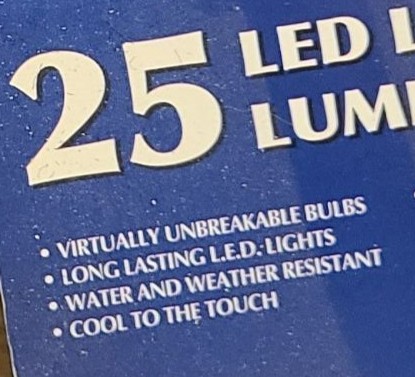 25 LED
LUM
• VIRTUALLY UNBREAKABLE BULBS
• LONG LASTING L.E.D. LIGHTS
• WATER AND WEATHER RESISTANT
• COOL TO THE TOUCH